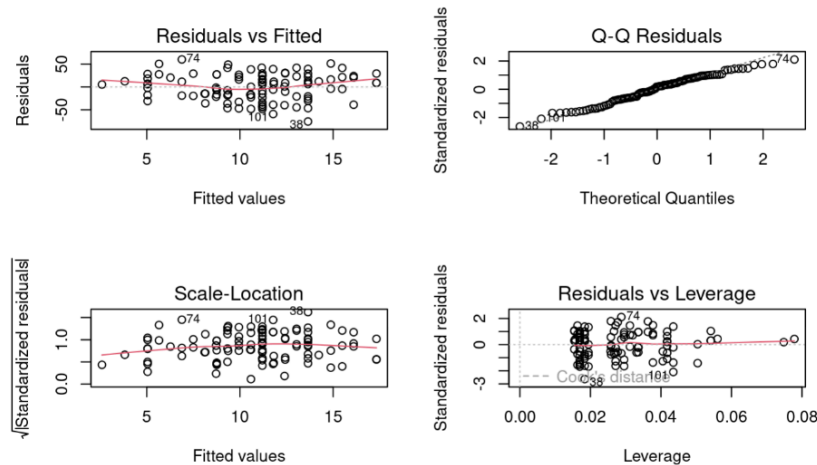 Residuals vs Fitted
Residuals
50
-50
74
101
38
5
10
15
Fitted values
Q-Q Residuals
Standardized residuals
2
0
-2
74
38
101
-2
-1
0
1
2
Theoretical Quantiles
Scale-Location
√|Standardized residuals|
1.0
0.0
74
101
38
5
10
15
Fitted values
Residuals vs Leverage
Standardized residuals
2
0
-3
74
Cook's distance
38
101
0.00
0.02
0.04
0.06
0.08
Leverage